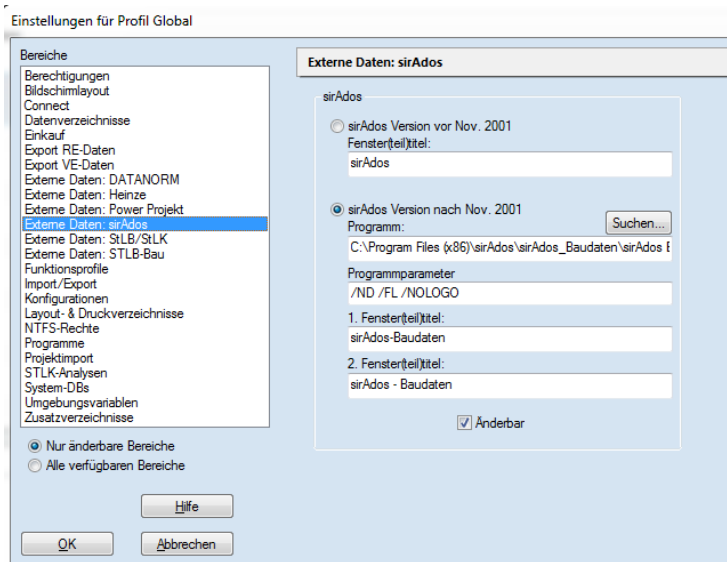 Einstellungen für Profil Global
Bereiche
Berechtigungen
Bildschirmlayout
Connect
Datenverzeichnisse
Einkauf
Export RE-Daten
Export VE-Daten
Externe Daten: DATANORM
Externe Daten: Heinze
Externe Daten: Power Projekt
Externe Daten: sirAdos
Externe Daten: StLB/StLK
Externe Daten: STLB-Bau
Funktionsprofile
Import/Export
Konfigurationen
Layout- & Druckverzeichnisse
NTFS-Rechte
Programme
Projektimport
STLK-Analysen
System-DBs
Umgebungsvariablen
Zusatzverzeichnisse
Nur änderbare Bereiche
Alle verfügbaren Bereiche
Hilfe
OK
Abbrechen
Externe Daten: sirAdos
sirAdos
sirAdos Version vor Nov. 2001
Fenster(teil)titel:
sirAdos
sirAdos Version nach Nov. 2001
Programm:
Suchen...
C:\Program Files (x86)\sirAdos\sirAdos_Baudaten\sirAdos
Programmparameter
/ND /FL /NOLOGO
1. Fenster(teil)titel:
sirAdos-Baudaten
2. Fenster(teil)titel:
sirAdos - Baudaten
Änderbar